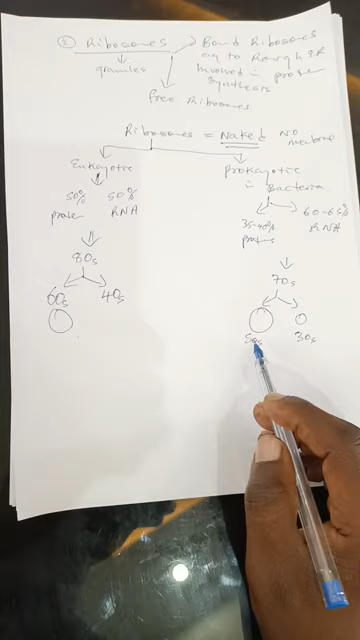 ② Ribosomes → Bound Ribosomes
granules
to Rough ER
Involved in protein
Synthesis
free Ribosomes
Ribosomes = Naked NO
membrane
Eukaryotic
prokaryotic
in Bacteria
50% 50%
protein RNA
35-40% 60-65%
protein RNA
80s
70s
60s 40s
50s 30s